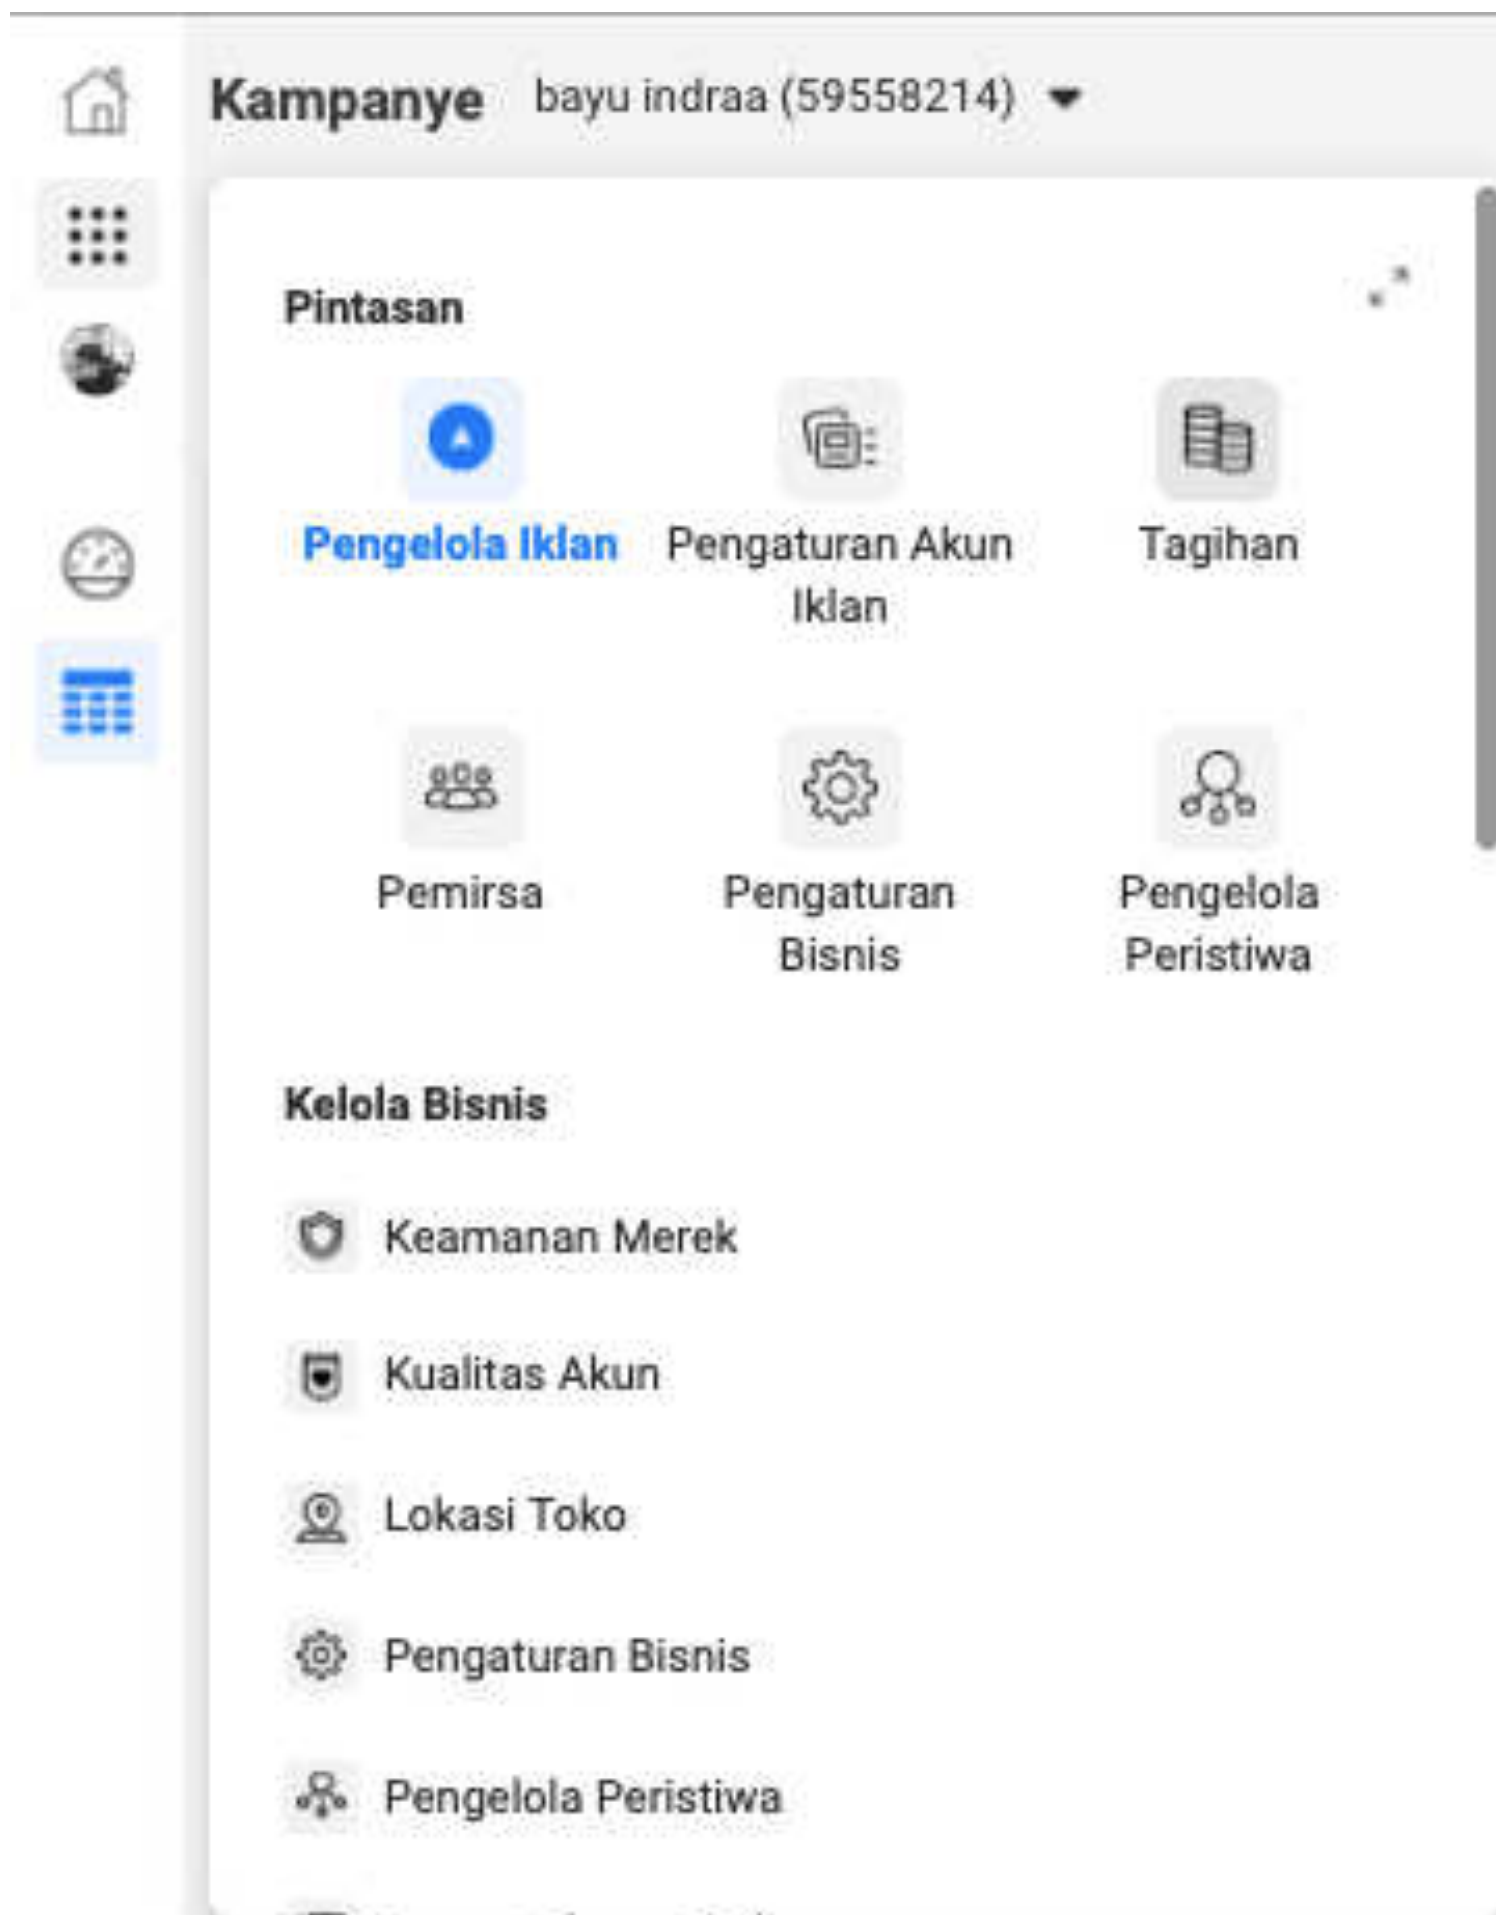 Kampanye bayu indraa (59558214)
Pintasan
Pengelola Iklan
Pengaturan Akun
Iklan
Tagihan
Pemirsa
Pengaturan
Bisnis
Pengelola
Peristiwa
Kelola Bisnis
Keamanan Merek
Kualitas Akun
Lokasi Toko
Pengaturan Bisnis
Pengelola Peristiwa